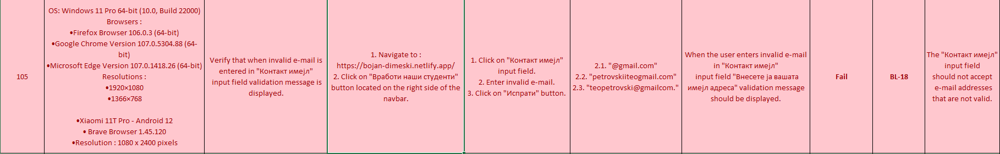 105
OS: Windows 11 Pro 64-bit (10.0, Build 22000)
Browsers :
•Firefox Browser 106.0.3 (64-bit)
•Google Chrome Version 107.0.5304.88 (64-
bit)
•Microsoft Edge Version 107.0.1418.26 (64-bit)
Resolutions :
•1920×1080
•1366×768
•Xiaomi 11T Pro - Android 12
• Brave Browser 1.45.120
•Resolution : 1080 x 2400 pixels
Verify that when invalid e-mail is
entered in "Контакт имејл"
input field validation message is
displayed.
1. Navigate to :
https://bojan-dimeski.netlify.app/
2. Click on "Вработи наши студенти"
button located on the right side of the
navbar.
1. Click on "Контакт имејл"
input field.
2. Enter invalid e-mail.
3. Click on "Испрати" button.
2.1. "@gmail.com"
2.2. "petrovskiiteogmail.com"
2.3. "teopetrovski@gmailcom."
When the user enters invalid e-mail
in "Контакт имејл"
input field "Внесете ја вашата
имејл адреса" validation message
should be displayed.
Fail
BL-18
The "Контакт имејл"
input field
should not accept
e-mail addresses
that are not valid.